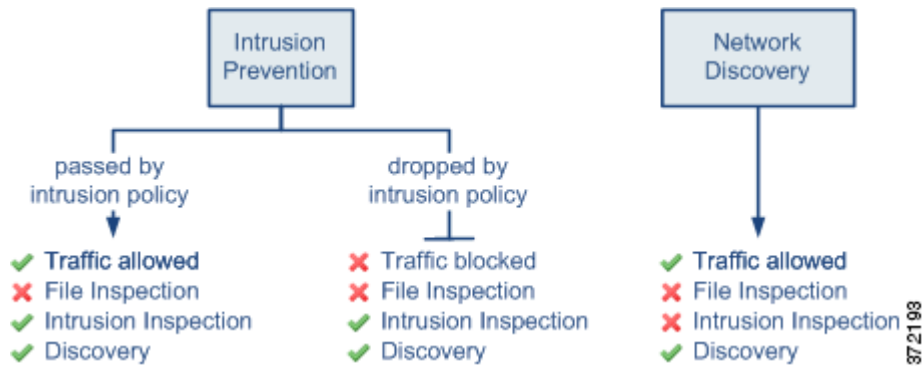 Intrusion
Prevention
Network
Discovery
passed by
intrusion policy
dropped by
intrusion policy
Traffic allowed
File Inspection
Intrusion Inspection
Discovery
Traffic blocked
File Inspection
Intrusion Inspection
Discovery
Traffic allowed
File Inspection
Intrusion Inspection
Discovery
372193